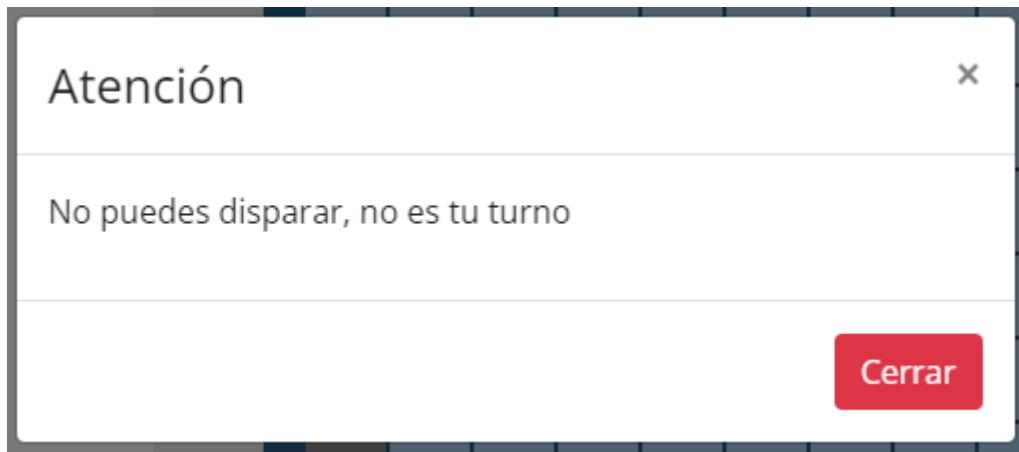 Atención
×
No puedes disparar, no es tu turno
Cerrar